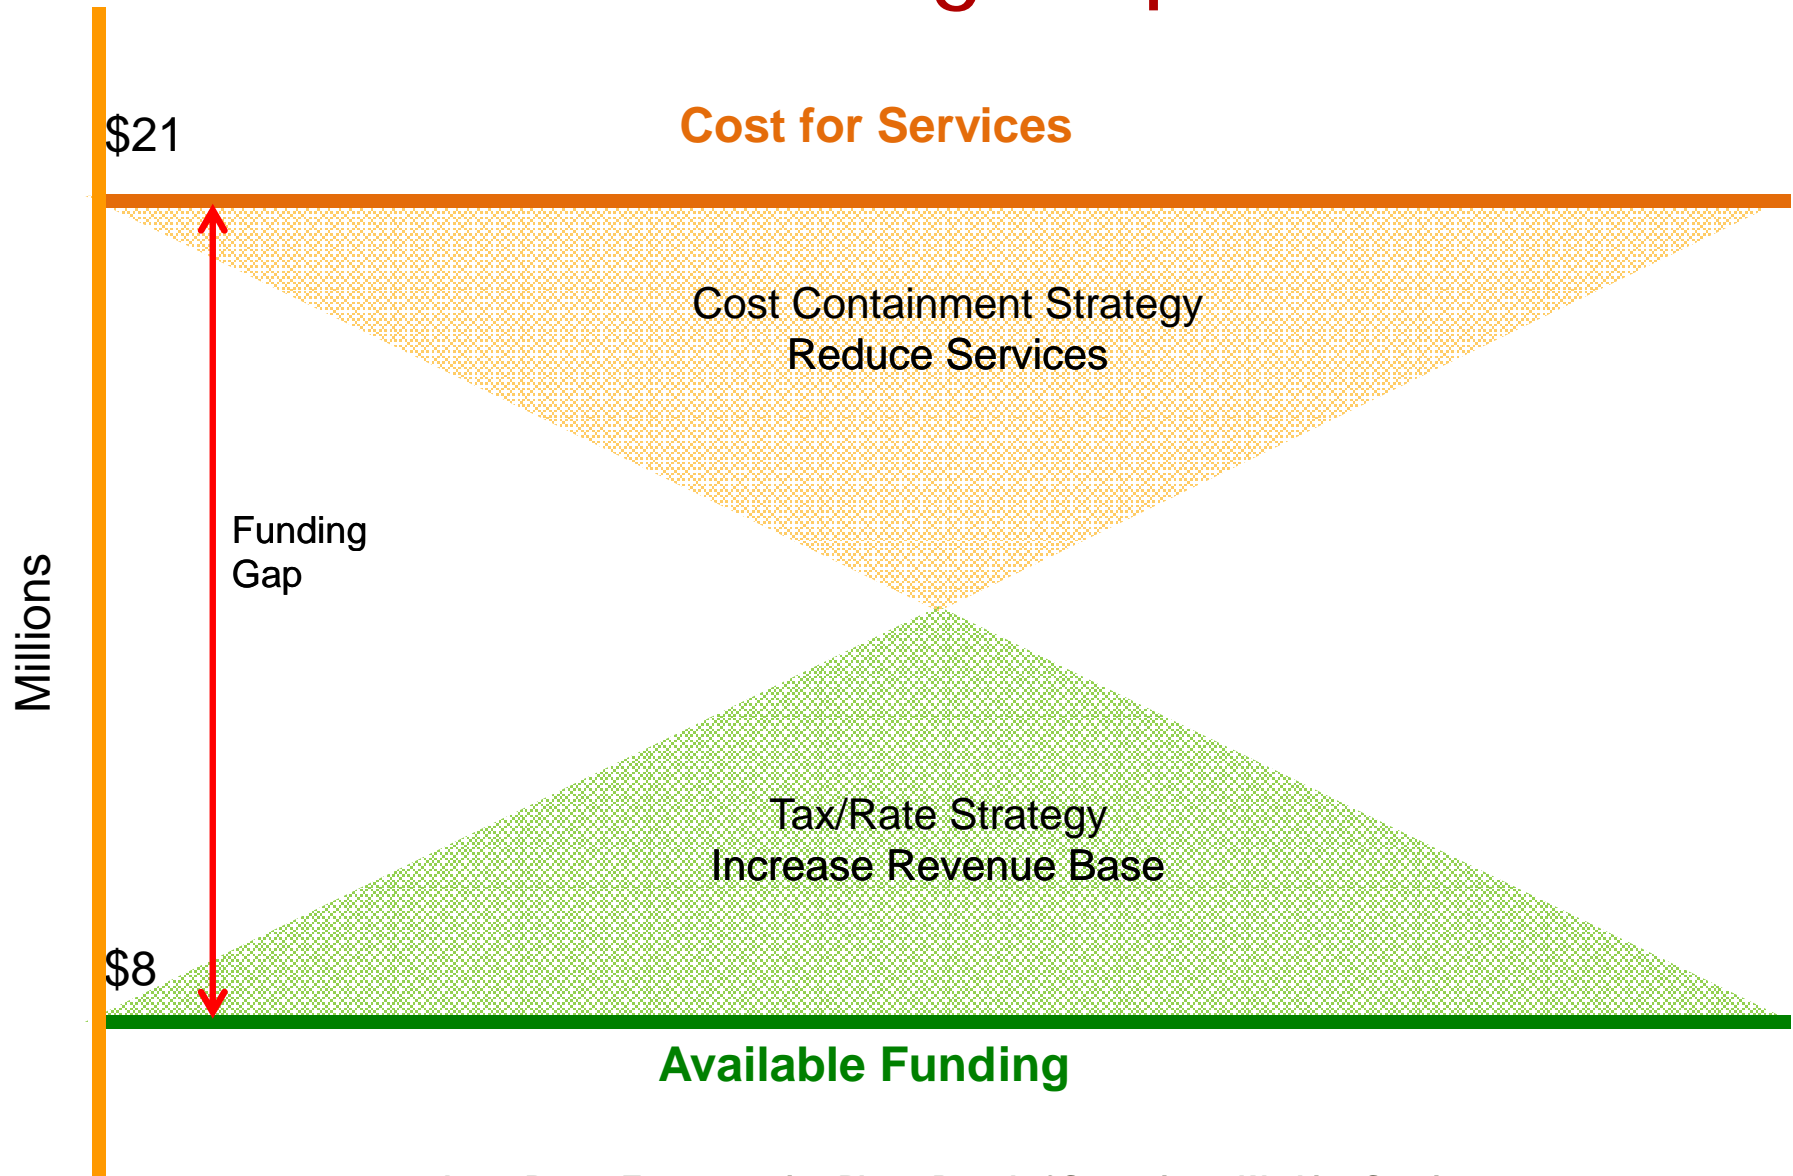 $21
Cost for Services
Cost Containment Strategy
Reduce Services
Funding
Gap
Millions
Tax/Rate Strategy
Increase Revenue Base
$8
Available Funding